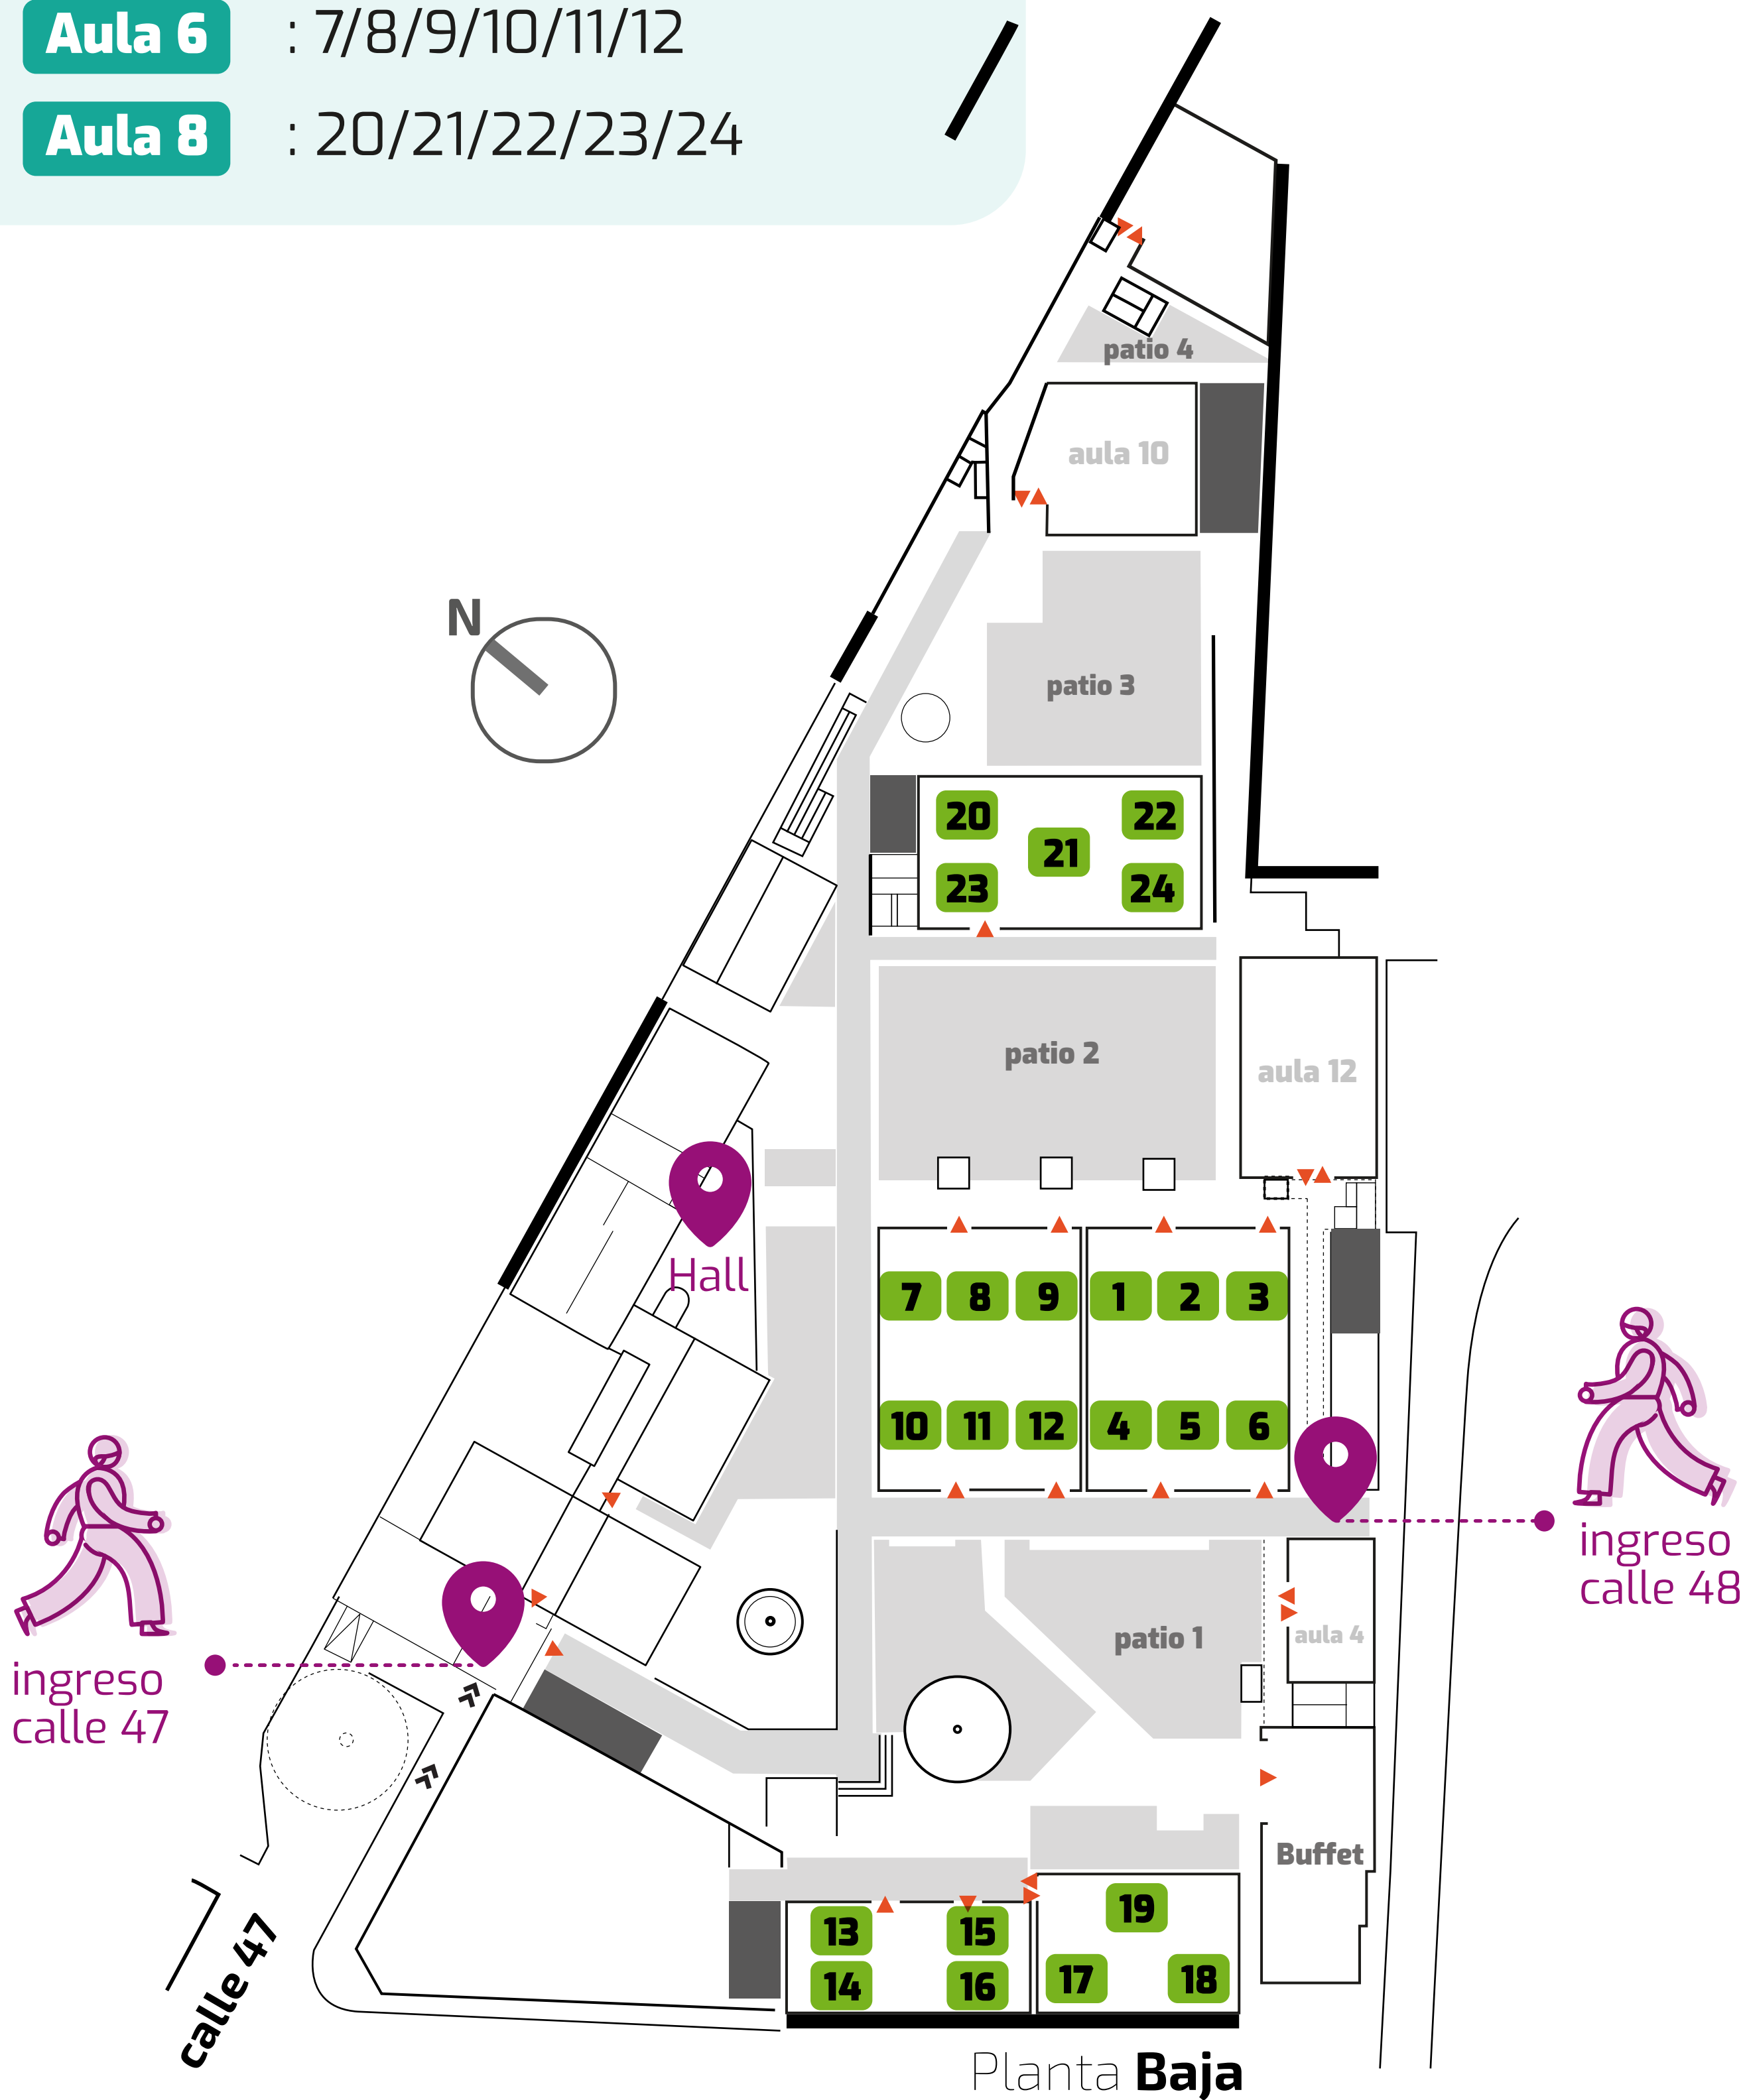 Aula 6 : 7/8/9/10/11/12
Aula 8 : 20/21/22/23/24
patio 4
aula 10
N
patio 3
20 22
21
23 24
patio 2
aula 12
Hall
7 8 9 1 2 3
10 11 12 4 5 6
ingreso
calle 48
patio 1
aula 4
ingreso
calle 47
Buffet
19
13 15
17 18
14 16
calle 47
Planta Baja